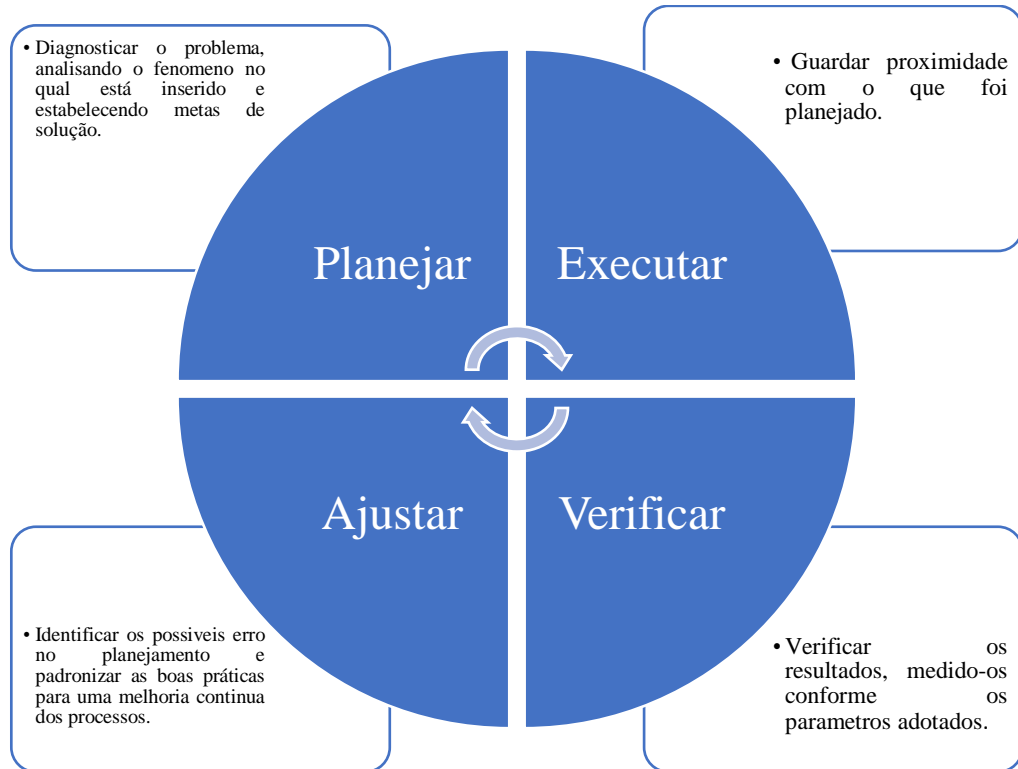 • Diagnosticar o problema,
analisando o fenomeno no
qual está inserido e
estabelecendo metas de
solução.
• Guardar proximidade
com o que foi
planejado.
Planejar
Executar
Ajustar
Verificar
• Identificar os possiveis erro
no planejamento e
padronizar as boas práticas
para uma melhoria continua
dos processos.
• Verificar os
resultados, medido-os
conforme os
parametros adotados.